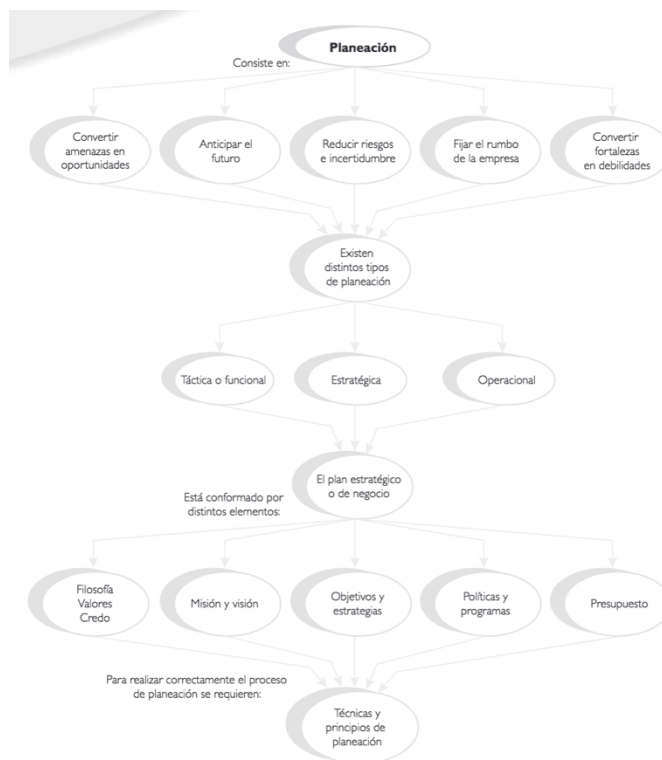 Planeación
Consiste en:
Convertir
amenazas en
oportunidades
Anticipar el
futuro
Reducir riesgos
e incertidumbre
Fijar el rumbo
de la empresa
Convertir
fortalezas
en debilidades
Existen
distintos tipos
de planeación
Táctica o funcional
Estratégica
Operacional
El plan estratégico
o de negocio
Está conformado por
distintos elementos:
Filosofía
Valores
Credo
Misión y visión
Objetivos y
estrategias
Políticas y
programas
Presupuesto
Para realizar correctamente el proceso
de planeación se requieren:
Técnicas y
principios de
planeación